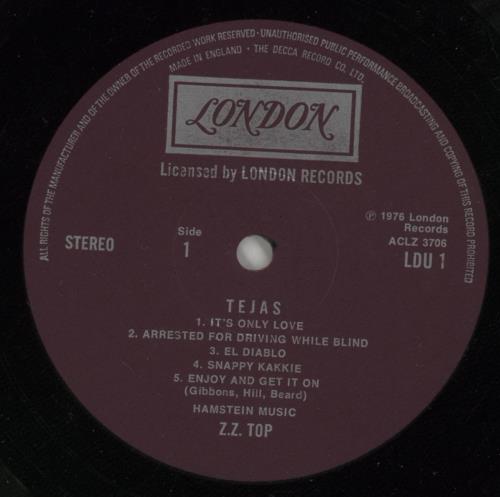 ALL RIGHTS OF THE MANUFACTURER AND OF THE OWNER OF THE RECORDED WORK RESERVED · UNAUTHORISED PUBLIC PERFORMANCE BROADCASTING AND COPYING OF THIS RECORD PROHIBITED
MADE IN ENGLAND · THE DECCA RECORD CO. LTD.
LONDON
Licensed by LONDON RECORDS
℗ 1976 London
Records
ACLZ 3706
LDU 1
STEREO
Side
1
TEJAS
1. IT'S ONLY LOVE
2. ARRESTED FOR DRIVING WHILE BLIND
3. EL DIABLO
4. SNAPPY KAKKIE
5. ENJOY AND GET IT ON
(Gibbons, Hill, Beard)
HAMSTEIN MUSIC
Z.Z. TOP